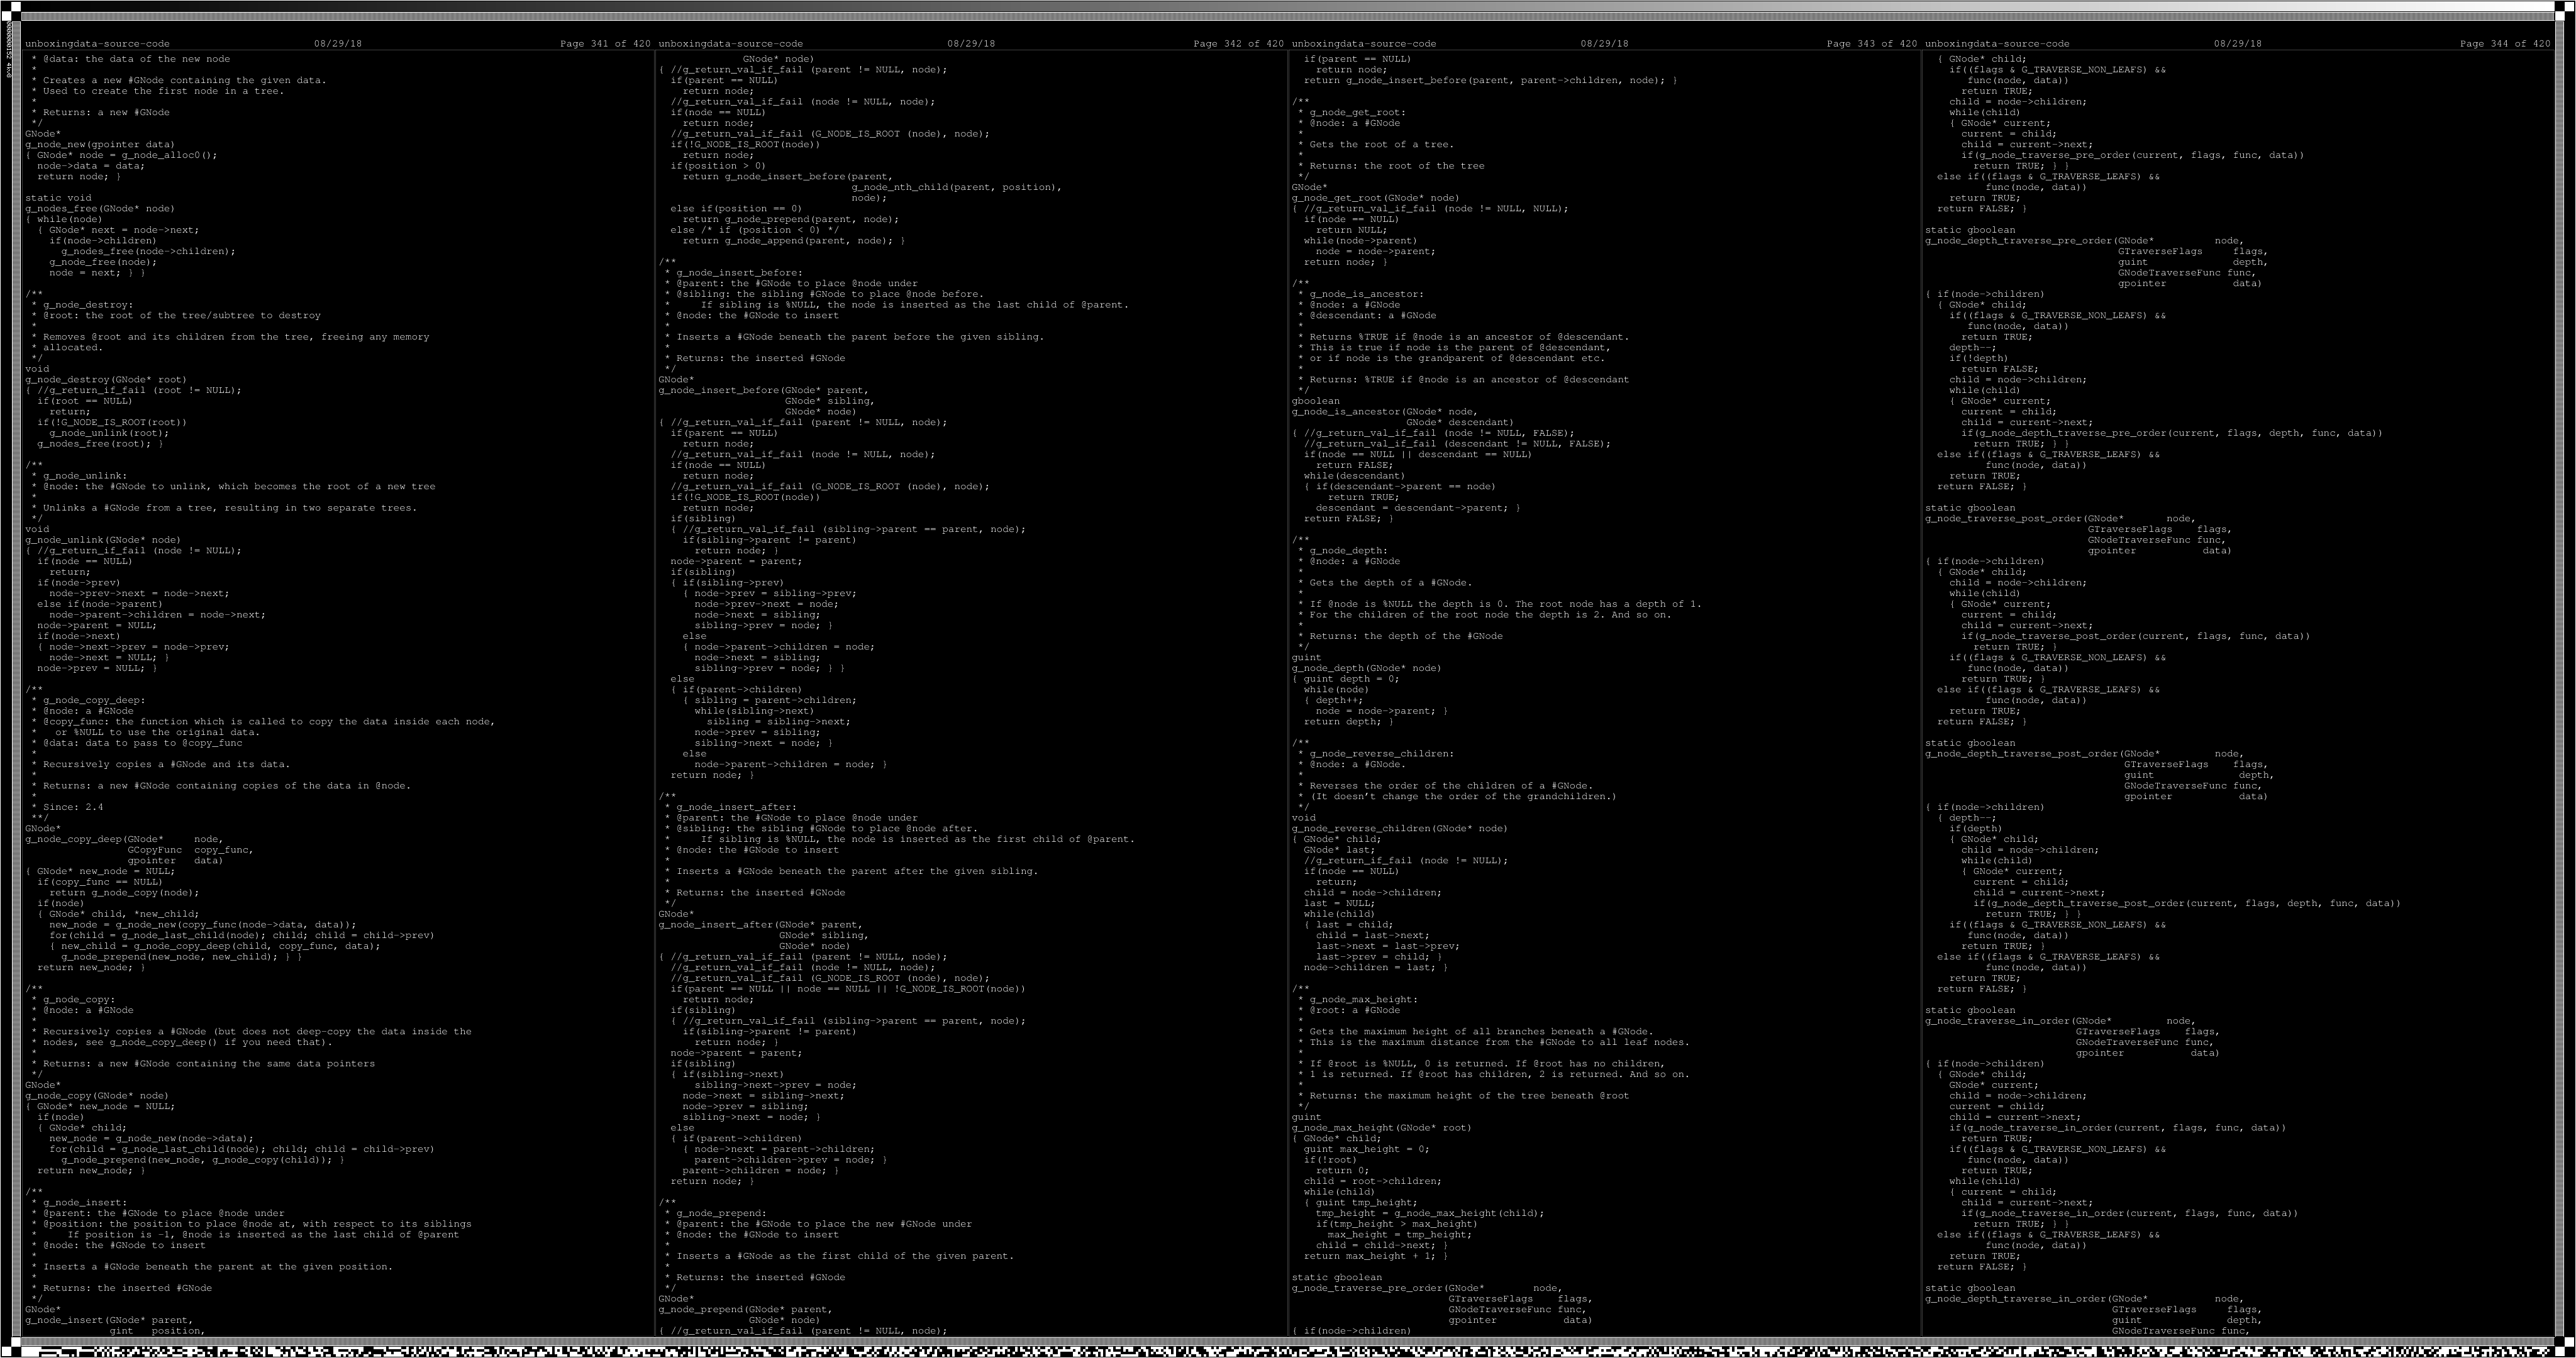 unboxingdata-source-code 08/29/18 Page 341 of 420
 * @data: the data of the new node
 *
 * Creates a new #GNode containing the given data.
 * Used to create the first node in a tree.
 *
 * Returns: a new #GNode
 */
GNode*
g_node_new(gpointer data)
{ GNode* node = g_node_alloc0();
  node->data = data;
  return node; }

static void
g_nodes_free(GNode* node)
{ while(node)
  { GNode* next = node->next;
    if(node->children)
      g_nodes_free(node->children);
    g_node_free(node);
    node = next; } }

/**
 * g_node_destroy:
 * @root: the root of the tree/subtree to destroy
 *
 * Removes @root and its children from the tree, freeing any memory
 * allocated.
 */
void
g_node_destroy(GNode* root)
{ //g_return_if_fail (root != NULL);
  if(root == NULL)
    return;
  if(!G_NODE_IS_ROOT(root))
    g_node_unlink(root);
  g_nodes_free(root); }

/**
 * g_node_unlink:
 * @node: the #GNode to unlink, which becomes the root of a new tree
 *
 * Unlinks a #GNode from a tree, resulting in two separate trees.
 */
void
g_node_unlink(GNode* node)
{ //g_return_if_fail (node != NULL);
  if(node == NULL)
    return;
  if(node->prev)
    node->prev->next = node->next;
  else if(node->parent)
    node->parent->children = node->next;
  node->parent = NULL;
  if(node->next)
  { node->next->prev = node->prev;
    node->next = NULL; }
  node->prev = NULL; }

/**
 * g_node_copy_deep:
 * @node: a #GNode
 * @copy_func: the function which is called to copy the data inside each node,
 *   or %NULL to use the original data.
 * @data: data to pass to @copy_func
 *
 * Recursively copies a #GNode and its data.
 *
 * Returns: a new #GNode containing copies of the data in @node.
 *
 * Since: 2.4
 **/
GNode*
g_node_copy_deep(GNode*     node,
                 GCopyFunc  copy_func,
                 gpointer   data)
{ GNode* new_node = NULL;
  if(copy_func == NULL)
    return g_node_copy(node);
  if(node)
  { GNode* child, *new_child;
    new_node = g_node_new(copy_func(node->data, data));
    for(child = g_node_last_child(node); child; child = child->prev)
    { new_child = g_node_copy_deep(child, copy_func, data);
      g_node_prepend(new_node, new_child); } }
  return new_node; }

/**
 * g_node_copy:
 * @node: a #GNode
 *
 * Recursively copies a #GNode (but does not deep-copy the data inside the
 * nodes, see g_node_copy_deep() if you need that).
 *
 * Returns: a new #GNode containing the same data pointers
 */
GNode*
g_node_copy(GNode* node)
{ GNode* new_node = NULL;
  if(node)
  { GNode* child;
    new_node = g_node_new(node->data);
    for(child = g_node_last_child(node); child; child = child->prev)
      g_node_prepend(new_node, g_node_copy(child)); }
  return new_node; }

/**
 * g_node_insert:
 * @parent: the #GNode to place @node under
 * @position: the position to place @node at, with respect to its siblings
 *     If position is -1, @node is inserted as the last child of @parent
 * @node: the #GNode to insert
 *
 * Inserts a #GNode beneath the parent at the given position.
 *
 * Returns: the inserted #GNode
 */
GNode*
g_node_insert(GNode* parent,
              gint   position,
unboxingdata-source-code 08/29/18 Page 342 of 420
              GNode* node)
{ //g_return_val_if_fail (parent != NULL, node);
  if(parent == NULL)
    return node;
  //g_return_val_if_fail (node != NULL, node);
  if(node == NULL)
    return node;
  //g_return_val_if_fail (G_NODE_IS_ROOT (node), node);
  if(!G_NODE_IS_ROOT(node))
    return node;
  if(position > 0)
    return g_node_insert_before(parent,
                                g_node_nth_child(parent, position),
                                node);
  else if(position == 0)
    return g_node_prepend(parent, node);
  else /* if (position < 0) */
    return g_node_append(parent, node); }

/**
 * g_node_insert_before:
 * @parent: the #GNode to place @node under
 * @sibling: the sibling #GNode to place @node before.
 *     If sibling is %NULL, the node is inserted as the last child of @parent.
 * @node: the #GNode to insert
 *
 * Inserts a #GNode beneath the parent before the given sibling.
 *
 * Returns: the inserted #GNode
 */
GNode*
g_node_insert_before(GNode* parent,
                     GNode* sibling,
                     GNode* node)
{ //g_return_val_if_fail (parent != NULL, node);
  if(parent == NULL)
    return node;
  //g_return_val_if_fail (node != NULL, node);
  if(node == NULL)
    return node;
  //g_return_val_if_fail (G_NODE_IS_ROOT (node), node);
  if(!G_NODE_IS_ROOT(node))
    return node;
  if(sibling)
  { //g_return_val_if_fail (sibling->parent == parent, node);
    if(sibling->parent != parent)
      return node; }
  node->parent = parent;
  if(sibling)
  { if(sibling->prev)
    { node->prev = sibling->prev;
      node->prev->next = node;
      node->next = sibling;
      sibling->prev = node; }
    else
    { node->parent->children = node;
      node->next = sibling;
      sibling->prev = node; } }
  else
  { if(parent->children)
    { sibling = parent->children;
      while(sibling->next)
        sibling = sibling->next;
      node->prev = sibling;
      sibling->next = node; }
    else
      node->parent->children = node; }
  return node; }

/**
 * g_node_insert_after:
 * @parent: the #GNode to place @node under
 * @sibling: the sibling #GNode to place @node after.
 *     If sibling is %NULL, the node is inserted as the first child of @parent.
 * @node: the #GNode to insert
 *
 * Inserts a #GNode beneath the parent after the given sibling.
 *
 * Returns: the inserted #GNode
 */
GNode*
g_node_insert_after(GNode* parent,
                    GNode* sibling,
                    GNode* node)
{ //g_return_val_if_fail (parent != NULL, node);
  //g_return_val_if_fail (node != NULL, node);
  //g_return_val_if_fail (G_NODE_IS_ROOT (node), node);
  if(parent == NULL || node == NULL || !G_NODE_IS_ROOT(node))
    return node;
  if(sibling)
  { //g_return_val_if_fail (sibling->parent == parent, node);
    if(sibling->parent != parent)
      return node; }
  node->parent = parent;
  if(sibling)
  { if(sibling->next)
      sibling->next->prev = node;
    node->next = sibling->next;
    node->prev = sibling;
    sibling->next = node; }
  else
  { if(parent->children)
    { node->next = parent->children;
      parent->children->prev = node; }
    parent->children = node; }
  return node; }

/**
 * g_node_prepend:
 * @parent: the #GNode to place the new #GNode under
 * @node: the #GNode to insert
 *
 * Inserts a #GNode as the first child of the given parent.
 *
 * Returns: the inserted #GNode
 */
GNode*
g_node_prepend(GNode* parent,
               GNode* node)
{ //g_return_val_if_fail (parent != NULL, node);
unboxingdata-source-code 08/29/18 Page 343 of 420
  if(parent == NULL)
    return node;
  return g_node_insert_before(parent, parent->children, node); }

/**
 * g_node_get_root:
 * @node: a #GNode
 *
 * Gets the root of a tree.
 *
 * Returns: the root of the tree
 */
GNode*
g_node_get_root(GNode* node)
{ //g_return_val_if_fail (node != NULL, NULL);
  if(node == NULL)
    return NULL;
  while(node->parent)
    node = node->parent;
  return node; }

/**
 * g_node_is_ancestor:
 * @node: a #GNode
 * @descendant: a #GNode
 *
 * Returns %TRUE if @node is an ancestor of @descendant.
 * This is true if node is the parent of @descendant,
 * or if node is the grandparent of @descendant etc.
 *
 * Returns: %TRUE if @node is an ancestor of @descendant
 */
gboolean
g_node_is_ancestor(GNode* node,
                   GNode* descendant)
{ //g_return_val_if_fail (node != NULL, FALSE);
  //g_return_val_if_fail (descendant != NULL, FALSE);
  if(node == NULL || descendant == NULL)
    return FALSE;
  while(descendant)
  { if(descendant->parent == node)
      return TRUE;
    descendant = descendant->parent; }
  return FALSE; }

/**
 * g_node_depth:
 * @node: a #GNode
 *
 * Gets the depth of a #GNode.
 *
 * If @node is %NULL the depth is 0. The root node has a depth of 1.
 * For the children of the root node the depth is 2. And so on.
 *
 * Returns: the depth of the #GNode
 */
guint
g_node_depth(GNode* node)
{ guint depth = 0;
  while(node)
  { depth++;
    node = node->parent; }
  return depth; }

/**
 * g_node_reverse_children:
 * @node: a #GNode.
 *
 * Reverses the order of the children of a #GNode.
 * (It doesn't change the order of the grandchildren.)
 */
void
g_node_reverse_children(GNode* node)
{ GNode* child;
  GNode* last;
  //g_return_if_fail (node != NULL);
  if(node == NULL)
    return;
  child = node->children;
  last = NULL;
  while(child)
  { last = child;
    child = last->next;
    last->next = last->prev;
    last->prev = child; }
  node->children = last; }

/**
 * g_node_max_height:
 * @root: a #GNode
 *
 * Gets the maximum height of all branches beneath a #GNode.
 * This is the maximum distance from the #GNode to all leaf nodes.
 *
 * If @root is %NULL, 0 is returned. If @root has no children,
 * 1 is returned. If @root has children, 2 is returned. And so on.
 *
 * Returns: the maximum height of the tree beneath @root
 */
guint
g_node_max_height(GNode* root)
{ GNode* child;
  guint max_height = 0;
  if(!root)
    return 0;
  child = root->children;
  while(child)
  { guint tmp_height;
    tmp_height = g_node_max_height(child);
    if(tmp_height > max_height)
      max_height = tmp_height;
    child = child->next; }
  return max_height + 1; }

static gboolean
g_node_traverse_pre_order(GNode*             node,
                          GTraverseFlags    flags,
                          GNodeTraverseFunc func,
                          gpointer           data)
{ if(node->children)
unboxingdata-source-code 08/29/18 Page 344 of 420
  { GNode* child;
    if((flags & G_TRAVERSE_NON_LEAFS) &&
       func(node, data))
      return TRUE;
    child = node->children;
    while(child)
    { GNode* current;
      current = child;
      child = current->next;
      if(g_node_traverse_pre_order(current, flags, func, data))
        return TRUE; } }
  else if((flags & G_TRAVERSE_LEAFS) &&
          func(node, data))
    return TRUE;
  return FALSE; }

static gboolean
g_node_depth_traverse_pre_order(GNode*          node,
                                GTraverseFlags    flags,
                                guint              depth,
                                GNodeTraverseFunc func,
                                gpointer           data)
{ if(node->children)
  { GNode* child;
    if((flags & G_TRAVERSE_NON_LEAFS) &&
       func(node, data))
      return TRUE;
    depth--;
    if(!depth)
      return FALSE;
    child = node->children;
    while(child)
    { GNode* current;
      current = child;
      child = current->next;
      if(g_node_depth_traverse_pre_order(current, flags, depth, func, data))
        return TRUE; } }
  else if((flags & G_TRAVERSE_LEAFS) &&
          func(node, data))
    return TRUE;
  return FALSE; }

static gboolean
g_node_traverse_post_order(GNode*       node,
                           GTraverseFlags    flags,
                           GNodeTraverseFunc func,
                           gpointer           data)
{ if(node->children)
  { GNode* child;
    child = node->children;
    while(child)
    { GNode* current;
      current = child;
      child = current->next;
      if(g_node_traverse_post_order(current, flags, func, data))
        return TRUE; }
    if((flags & G_TRAVERSE_NON_LEAFS) &&
       func(node, data))
      return TRUE; }
  else if((flags & G_TRAVERSE_LEAFS) &&
          func(node, data))
    return TRUE;
  return FALSE; }

static gboolean
g_node_depth_traverse_post_order(GNode*         node,
                                 GTraverseFlags    flags,
                                 guint              depth,
                                 GNodeTraverseFunc func,
                                 gpointer           data)
{ if(node->children)
  { depth--;
    if(depth)
    { GNode* child;
      child = node->children;
      while(child)
      { GNode* current;
        current = child;
        child = current->next;
        if(g_node_depth_traverse_post_order(current, flags, depth, func, data))
          return TRUE; } }
    if((flags & G_TRAVERSE_NON_LEAFS) &&
       func(node, data))
      return TRUE; }
  else if((flags & G_TRAVERSE_LEAFS) &&
          func(node, data))
    return TRUE;
  return FALSE; }

static gboolean
g_node_traverse_in_order(GNode*         node,
                         GTraverseFlags    flags,
                         GNodeTraverseFunc func,
                         gpointer           data)
{ if(node->children)
  { GNode* child;
    GNode* current;
    child = node->children;
    current = child;
    child = current->next;
    if(g_node_traverse_in_order(current, flags, func, data))
      return TRUE;
    if((flags & G_TRAVERSE_NON_LEAFS) &&
       func(node, data))
      return TRUE;
    while(child)
    { current = child;
      child = current->next;
      if(g_node_traverse_in_order(current, flags, func, data))
        return TRUE; } }
  else if((flags & G_TRAVERSE_LEAFS) &&
          func(node, data))
    return TRUE;
  return FALSE; }

static gboolean
g_node_depth_traverse_in_order(GNode*           node,
                               GTraverseFlags    flags,
                               guint              depth,
                               GNodeTraverseFunc func,